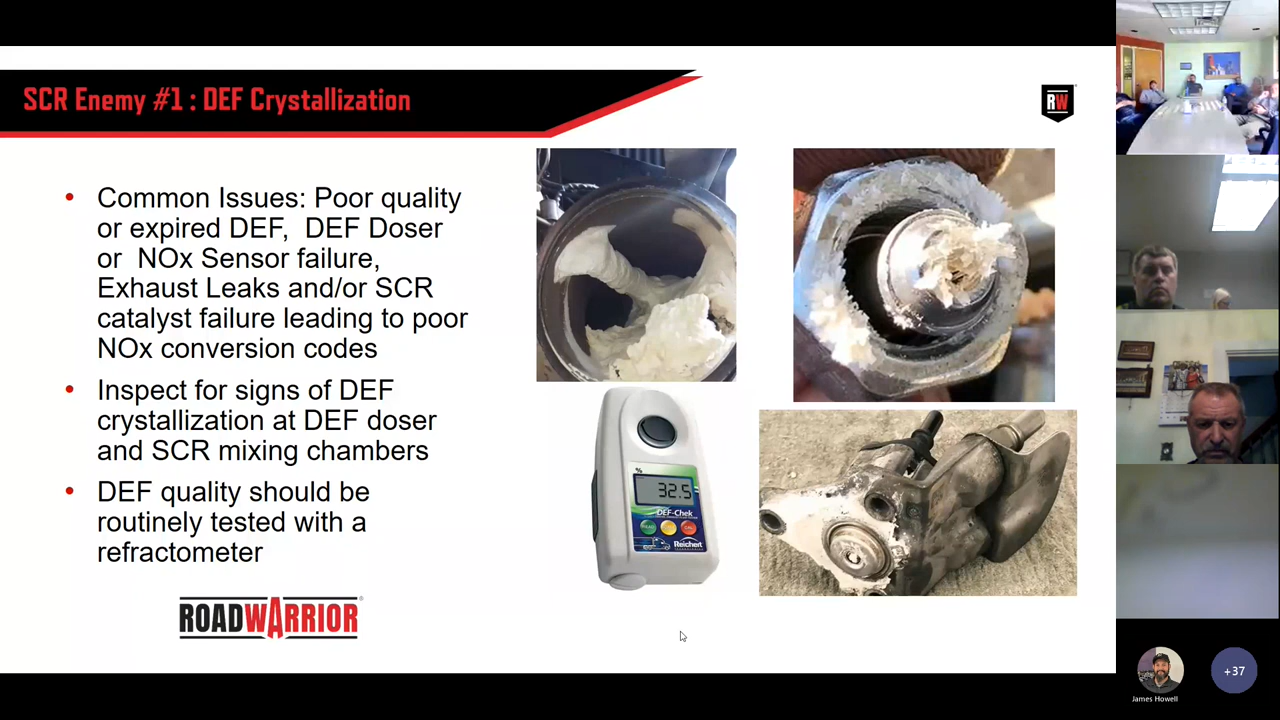 SCR Enemy #1 : DEF Crystallization
RW
• Common Issues: Poor quality
or expired DEF, DEF Doser
or NOx Sensor failure,
Exhaust Leaks and/or SCR
catalyst failure leading to poor
NOx conversion codes
• Inspect for signs of DEF
crystallization at DEF doser
and SCR mixing chambers
• DEF quality should be
routinely tested with a
refractometer
%
32.5
DEF-Chek
READ
CAL
Reichert
ROADWARRIOR
James Howell
+37